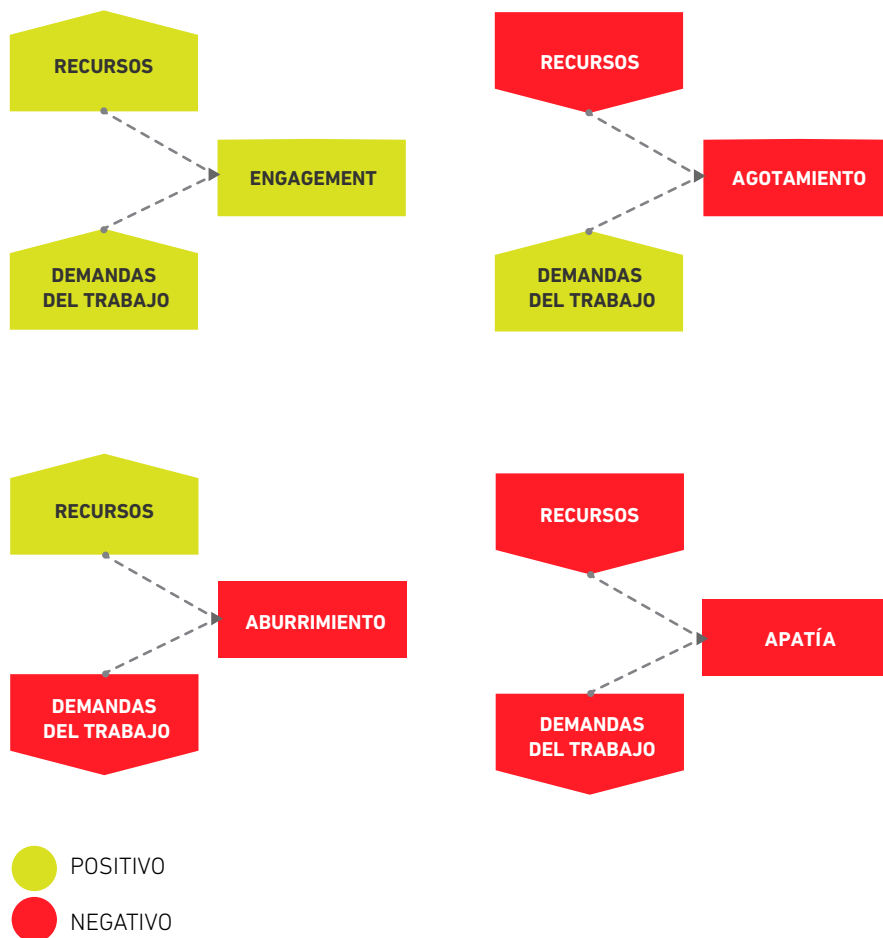 RECURSOS
ENGAGEMENT
DEMANDAS
DEL TRABAJO
RECURSOS
AGOTAMIENTO
DEMANDAS
DEL TRABAJO
RECURSOS
ABURRIMIENTO
DEMANDAS
DEL TRABAJO
RECURSOS
APATÍA
DEMANDAS
DEL TRABAJO
POSITIVO
NEGATIVO